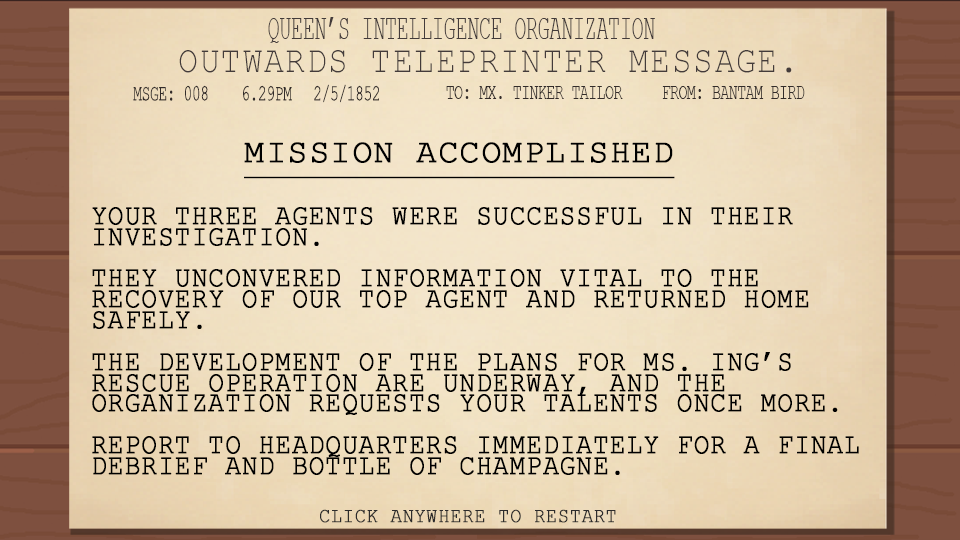 QUEEN'S INTELLIGENCE ORGANIZATION
OUTWARDS TELEPRINTER MESSAGE.
MSGE: 008 6.29PM 2/5/1852 TO: MX. TINKER TAILOR FROM: BANTAM BIRD
MISSION ACCOMPLISHED
YOUR THREE AGENTS WERE SUCCESSFUL IN THEIR
INVESTIGATION.
THEY UNCONVERED INFORMATION VITAL TO THE
RECOVERY OF OUR TOP AGENT AND RETURNED HOME
SAFELY.
THE DEVELOPMENT OF THE PLANS FOR MS. ING'S
RESCUE OPERATION ARE UNDERWAY, AND THE
ORGANIZATION REQUESTS YOUR TALENTS ONCE MORE.
REPORT TO HEADQUARTERS IMMEDIATELY FOR A FINAL
DEBRIEF AND BOTTLE OF CHAMPAGNE.
CLICK ANYWHERE TO RESTART